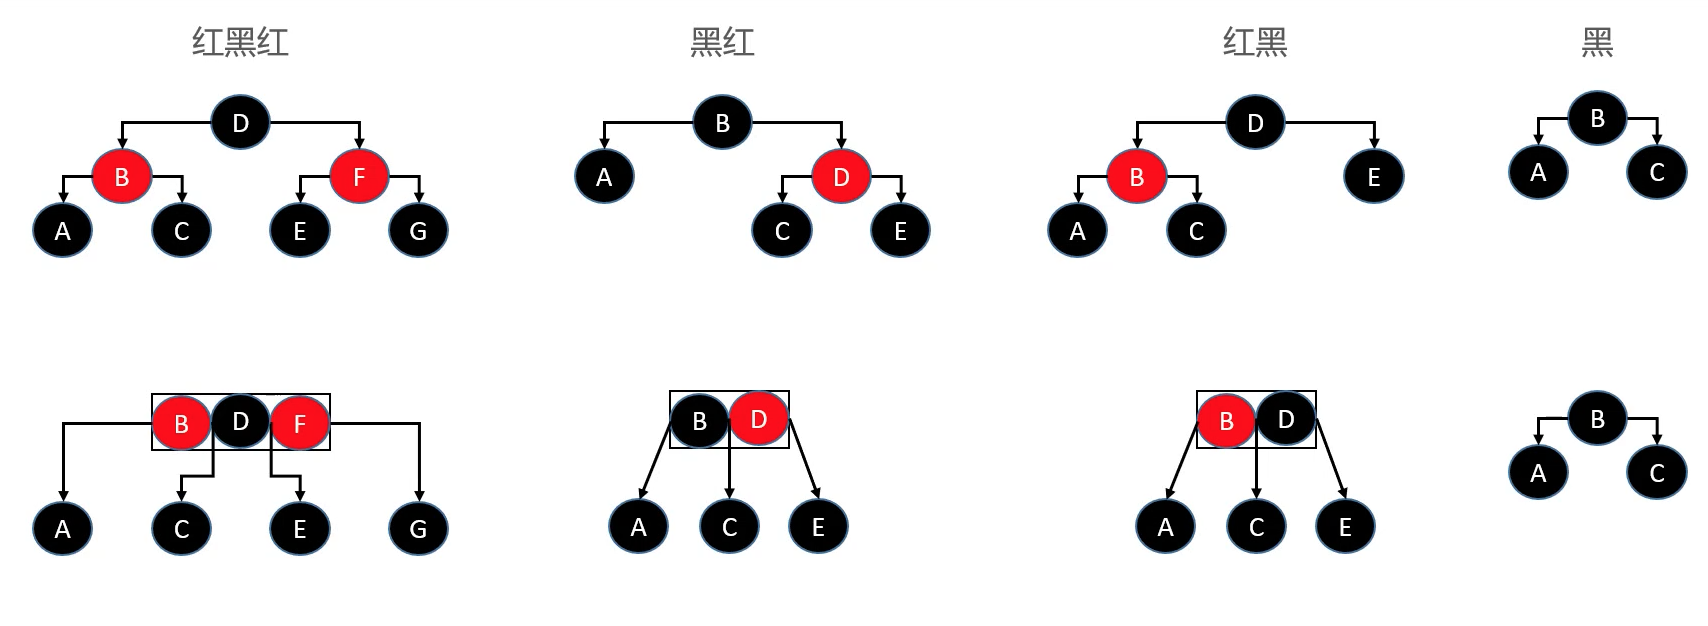 红黑红 黑红 红黑 黑
D B D B
B F A D B E A C
A C E G C E A C
B D F B D B D B
A C
A C E G A C E A C E